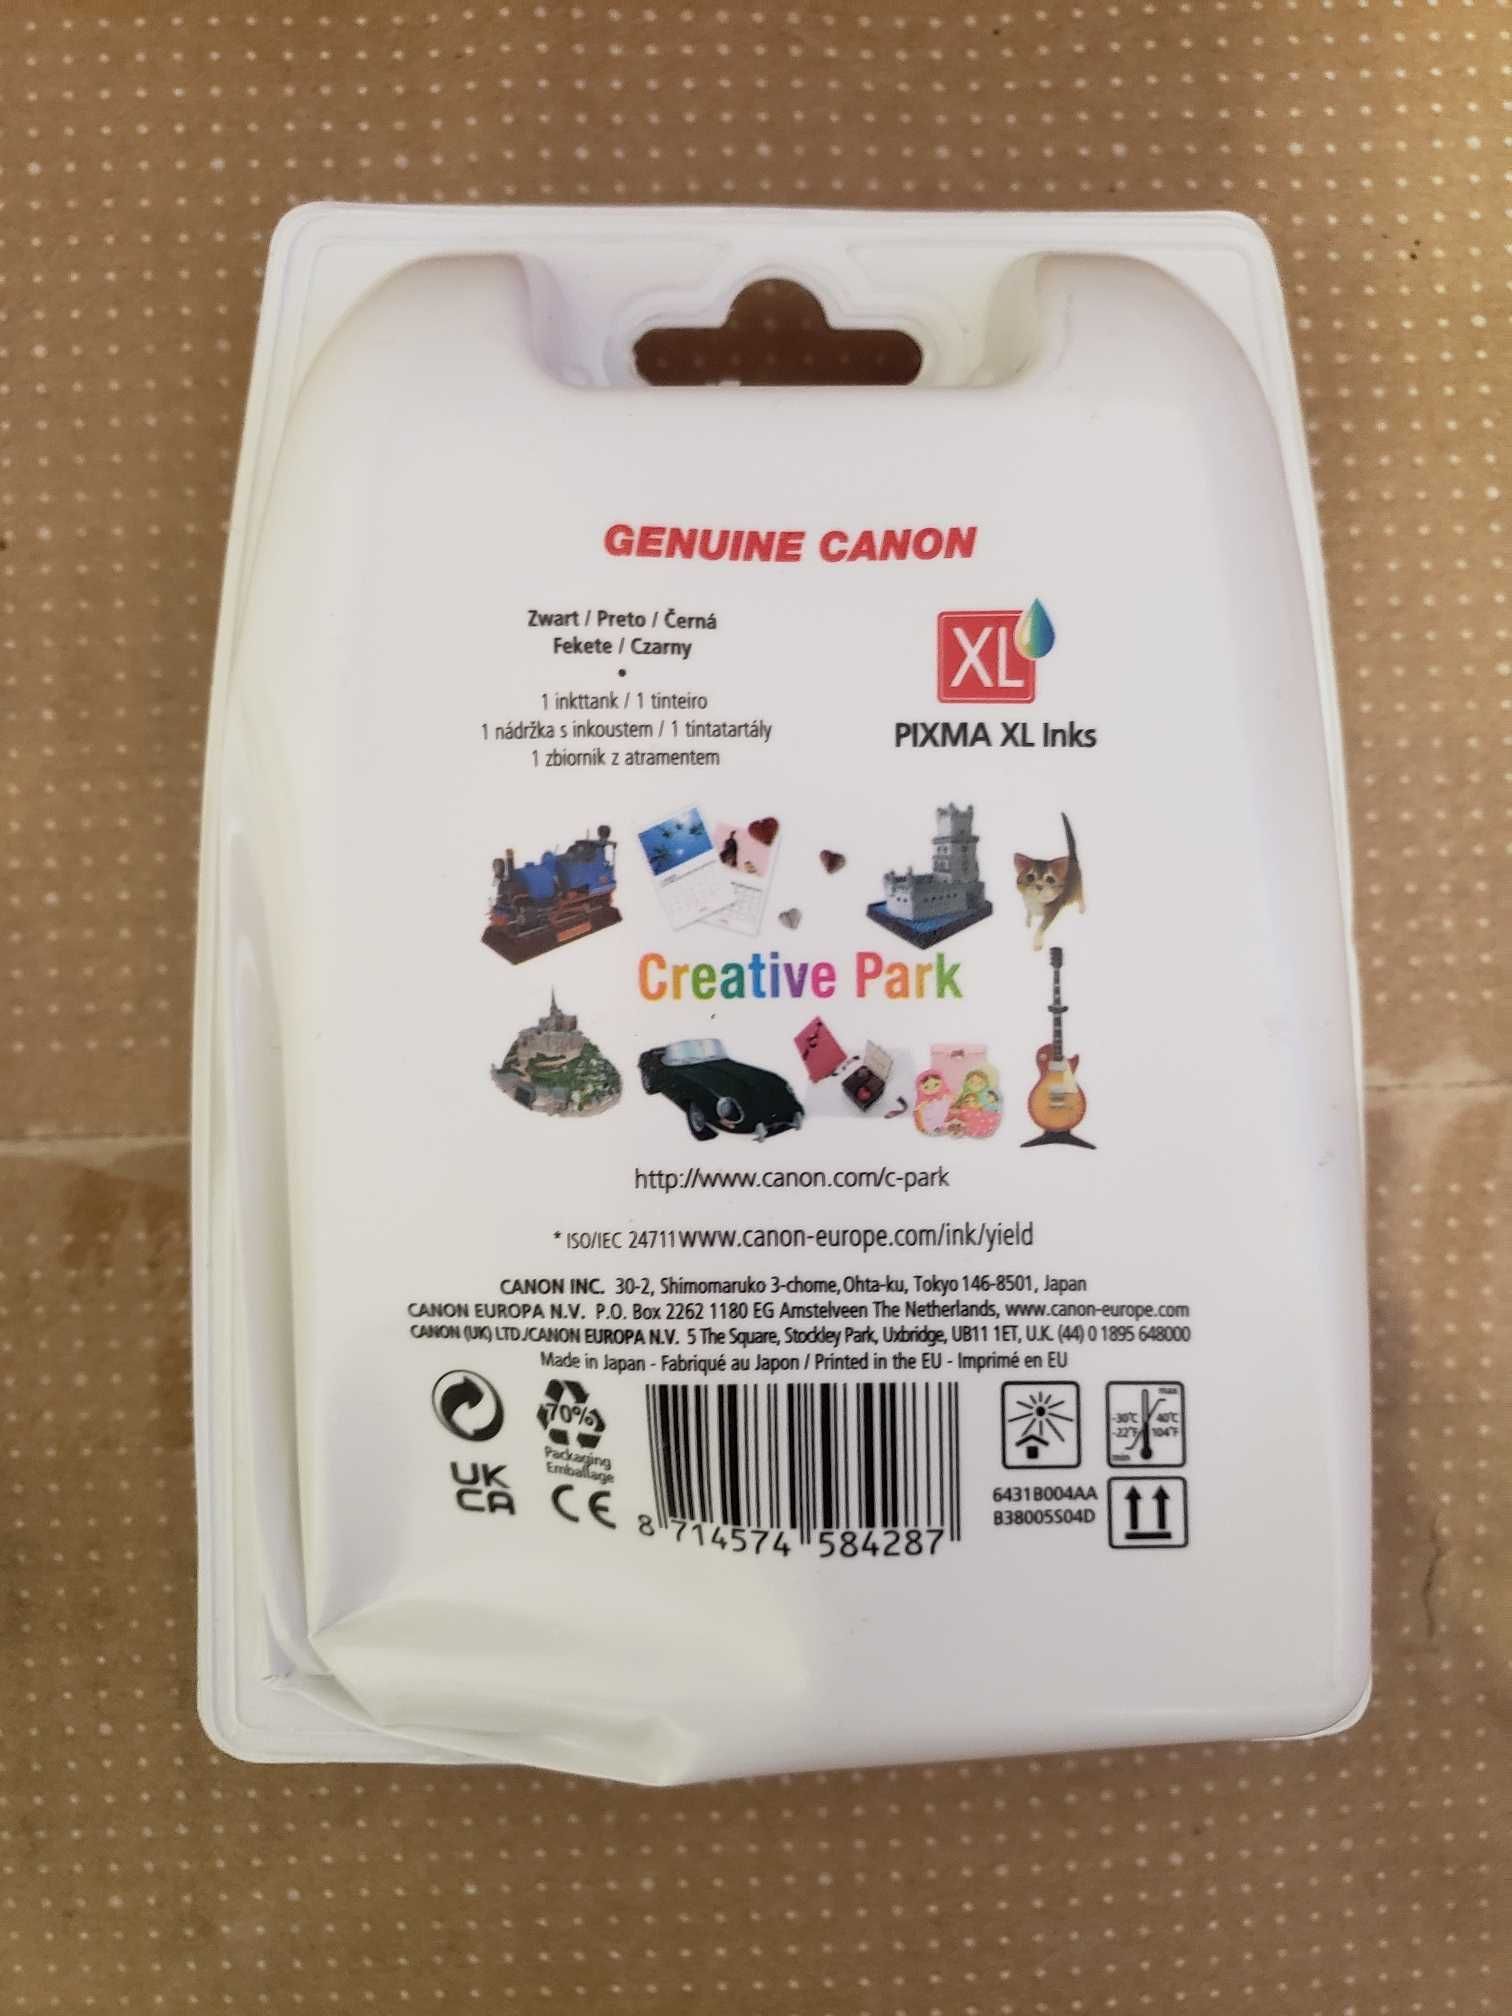 GENUINE CANON
Zwart / Preto / Černá
Fekete / Czarny
•
1 inkttank / 1 tinteiro
1 nádržka s inkoustem / 1 tintatartály
1 zbiornik z atramentem
XL
PIXMA XL Inks
Creative Park
http://www.canon.com/c-park
* ISO/IEC 24711www.canon-europe.com/ink/yield
CANON INC. 30-2, Shimomaruko 3-chome, Ohta-ku, Tokyo 146-8501, Japan
CANON EUROPA N.V. P.O. Box 2262 1180 EG Amstelveen The Netherlands, www.canon-europe.com
CANON (UK) LTD./CANON EUROPA N.V. 5 The Square, Stockley Park, Uxbridge, UB11 1ET, U.K. (44) 0 1895 648000
Made in Japan - Fabriqué au Japon / Printed in the EU - Imprimé en EU
70%
Packaging
Emballage
UK
CA
CE
8 714574 584287
max
-30°C 40°C
-22°F 104°F
min
6431B004AA
B38005S04D